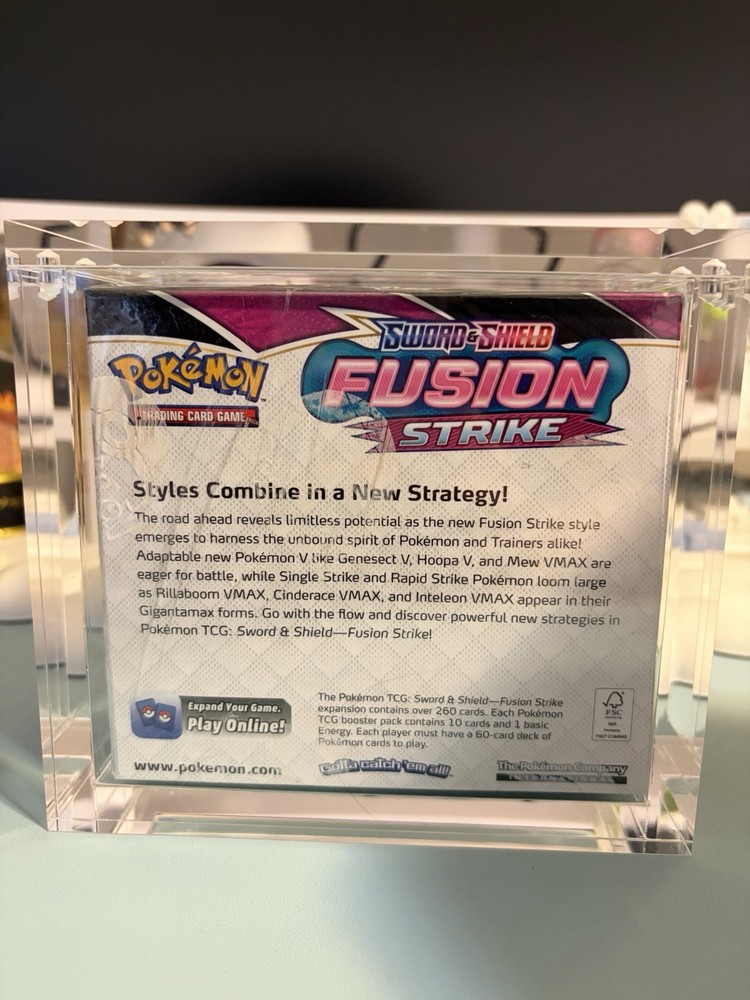 SWORD & SHIELD
POKéMON
FUSION
TRADING CARD GAME
STRIKE
Styles Combine in a New Strategy!
The road ahead reveals limitless potential as the new Fusion Strike style
emerges to harness the unbound spirit of Pokémon and Trainers alike!
Adaptable new Pokémon V like Genesect V, Hoopa V, and Mew VMAX are
eager for battle, while Single Strike and Rapid Strike Pokémon loom large
as Rillaboom VMAX, Cinderace VMAX, and Inteleon VMAX appear in their
Gigantamax forms. Go with the flow and discover powerful new strategies in
Pokémon TCG: Sword & Shield—Fusion Strike!
Expand Your Game.
Play Online!
The Pokémon TCG: Sword & Shield—Fusion Strike
expansion contains over 260 cards. Each Pokémon
TCG booster pack contains 10 cards and 1 basic
Energy. Each player must have a 60-card deck of
Pokémon cards to play.
FSC
MIX
www.pokemon.com
Gotta catch 'em all!
The Pokémon Company
INTERNATIONAL